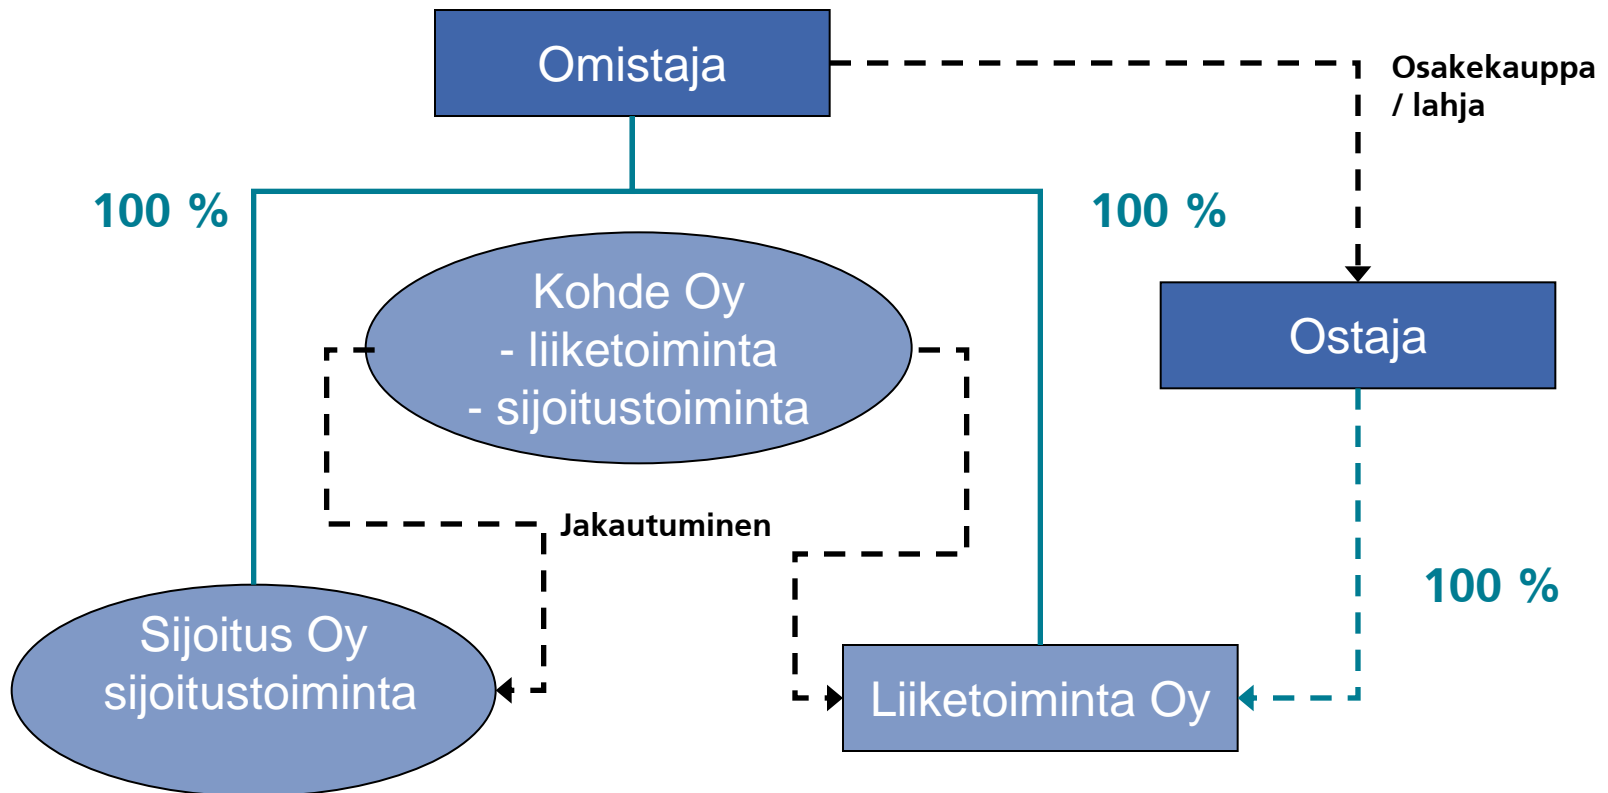 Omistaja
Osakekauppa
/ lahja
100 %
100 %
Kohde Oy
- liiketoiminta
- sijoitustoiminta
Ostaja
Jakautuminen
100 %
Sijoitus Oy
sijoitustoiminta
Liiketoiminta Oy